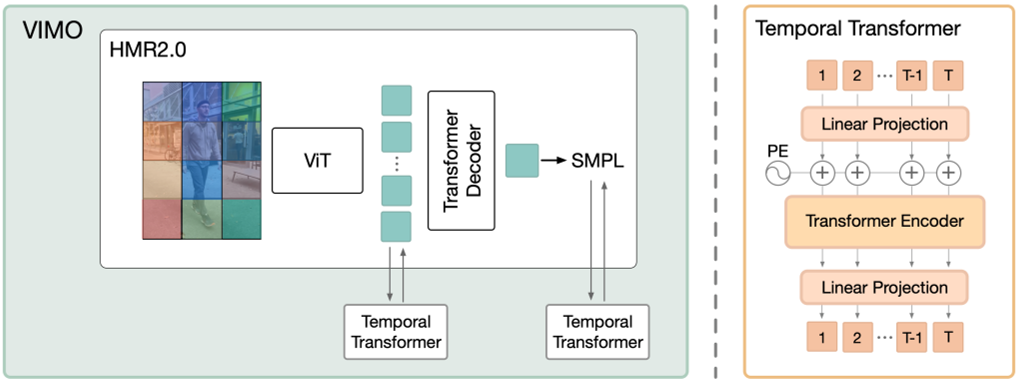 VIMO
HMR2.0
ViT
Transformer
Decoder
SMPL
Temporal
Transformer
Temporal
Transformer
Temporal Transformer
1 2 ... T-1 T
Linear Projection
PE
+ + + +
Transformer Encoder
Linear Projection
1 2 ... T-1 T